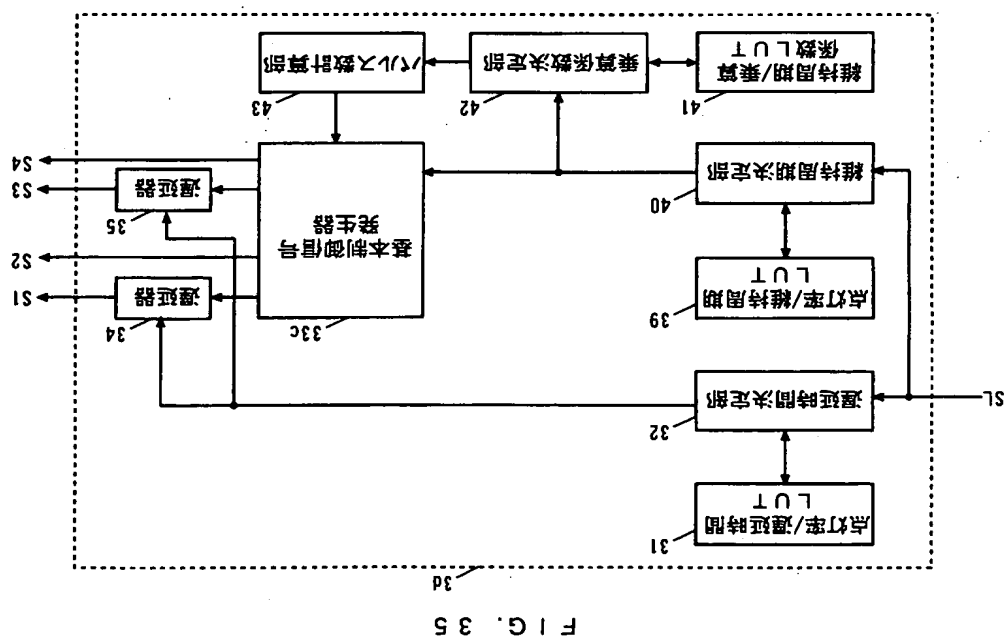 FIG. 35
3d
点灯率/遅延時間
LUT
31
遅延時間決定部
32
SL
点灯率/維持周期
LUT
39
維持周期決定部
40
維持周期/乗算
係数LUT
41
乗算係数決定部
42
パルス数計算部
43
基本制御信号
発生器
33c
遅延器
34
遅延器
35
S1
S2
S3
S4